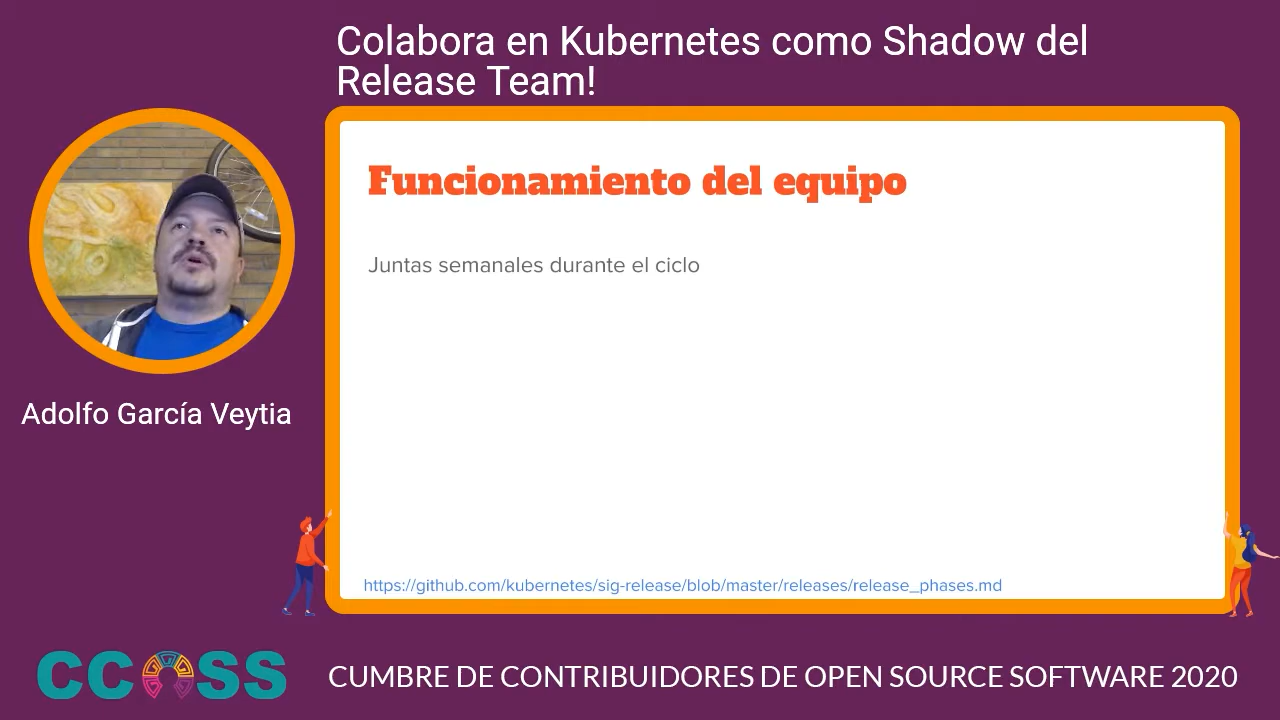 Colabora en Kubernetes como Shadow del
Release Team!
Funcionamiento del equipo
Juntas semanales durante el ciclo
Adolfo García Veytia
https://github.com/kubernetes/sig-release/blob/master/releases/release_phases.md
CCOSS
CUMBRE DE CONTRIBUIDORES DE OPEN SOURCE SOFTWARE 2020